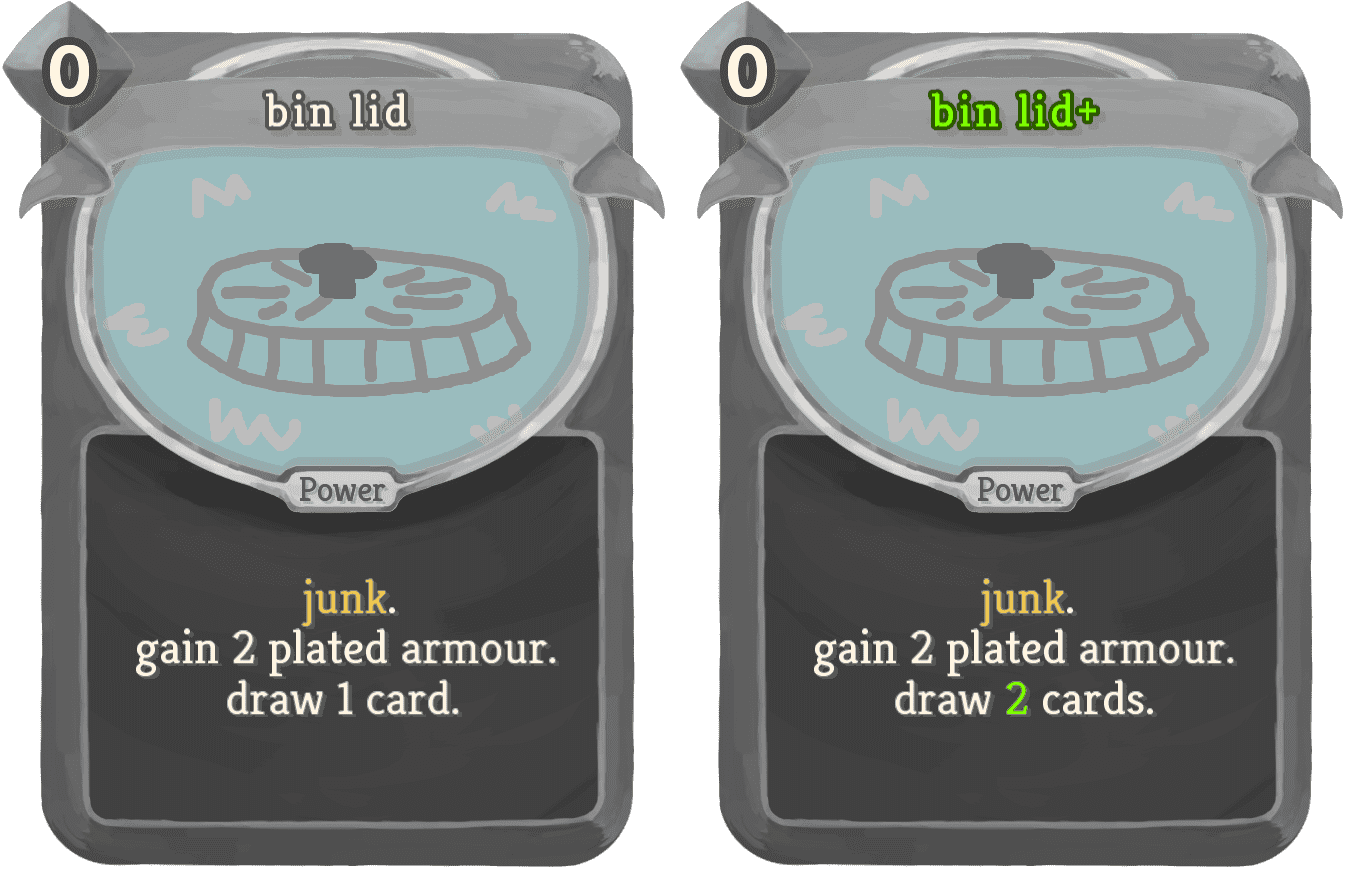 0
bin lid
Power
junk.
gain 2 plated armour.
draw 1 card.
0
bin lid+
Power
junk.
gain 2 plated armour.
draw 2 cards.